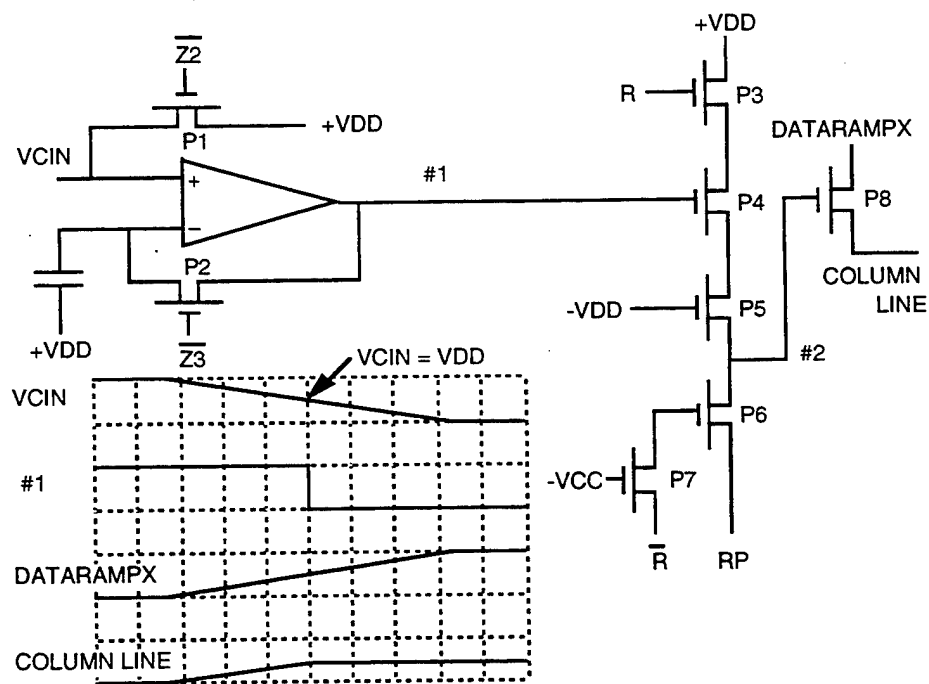 +VDD
Z2
R
P3
+VDD
P1
DATARAMPX
VCIN
+
#1
P4
P8
−
P2
COLUMN
LINE
-VDD
P5
+VDD
Z3
#2
VCIN = VDD
VCIN
P6
#1
-VCC
P7
R
RP
DATARAMPX
COLUMN LINE